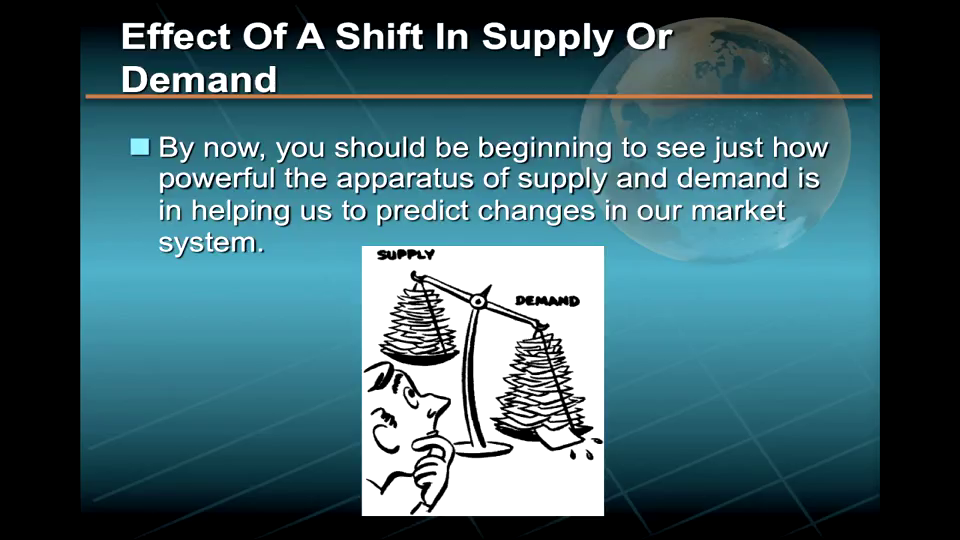 Effect Of A Shift In Supply Or
Demand
By now, you should be beginning to see just how
powerful the apparatus of supply and demand is
in helping us to predict changes in our market
system.
SUPPLY
DEMAND